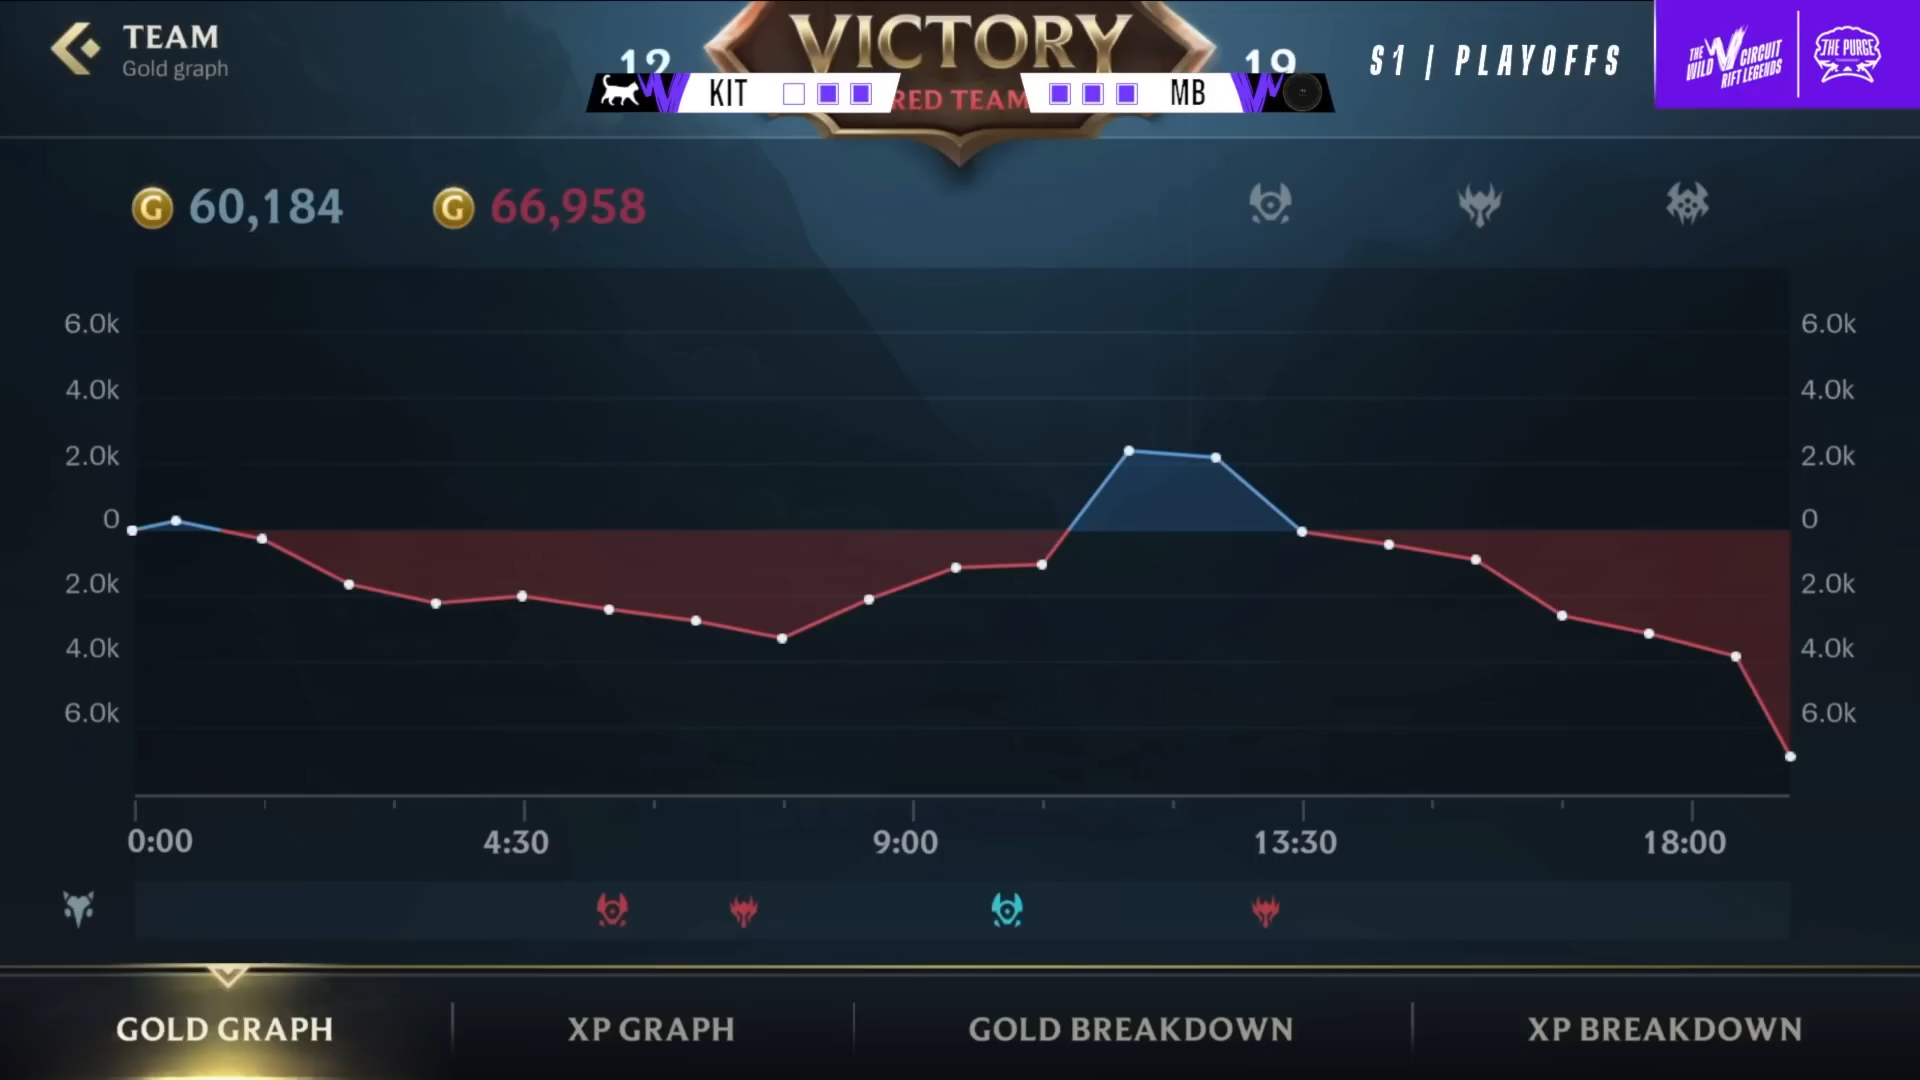 TEAM
Gold graph
12
VICTORY
19
KIT
RED TEAM
MB
S1 | PLAYOFFS
THE WILD CIRCUIT
RIFT LEGENDS
THE PURGE
G 60,184
G 66,958
6.0k
6.0k
4.0k
4.0k
2.0k
2.0k
0
0
2.0k
2.0k
4.0k
4.0k
6.0k
6.0k
0:00
4:30
9:00
13:30
18:00
GOLD GRAPH
XP GRAPH
GOLD BREAKDOWN
XP BREAKDOWN